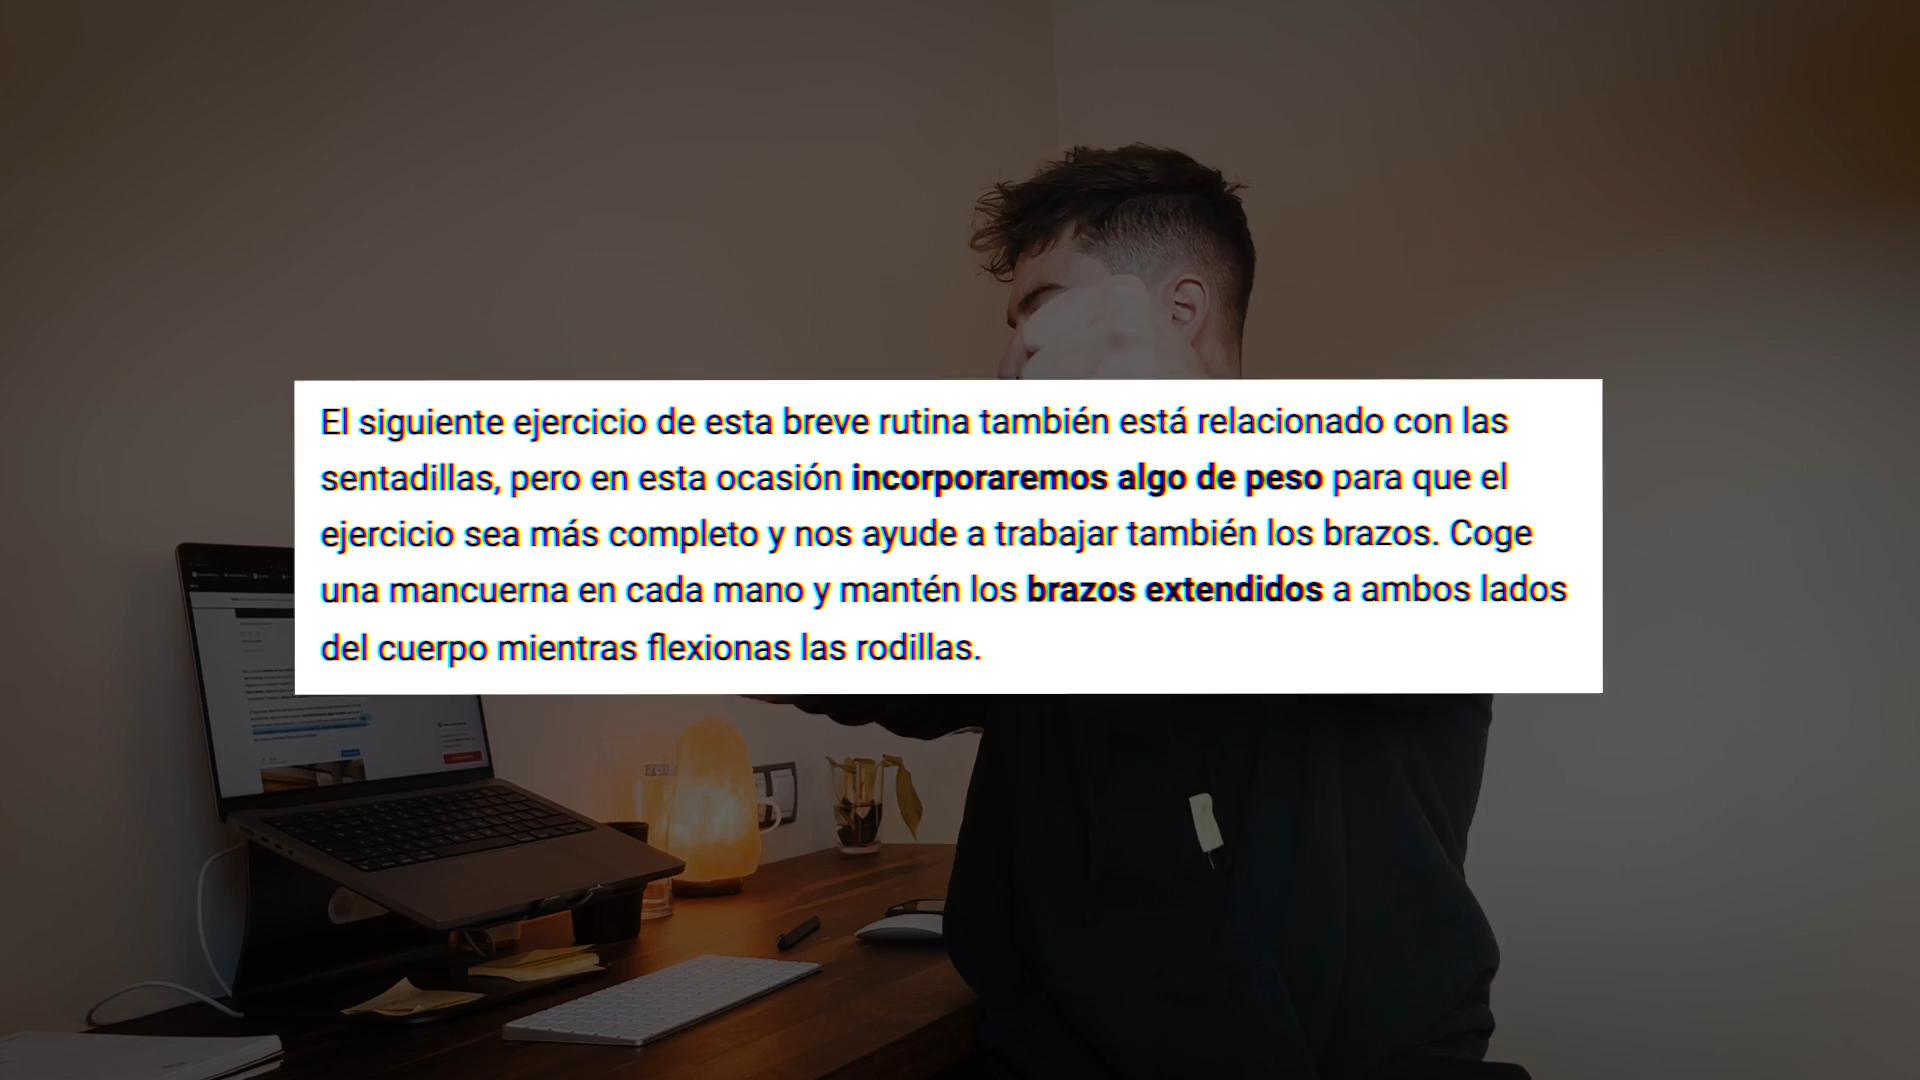 El siguiente ejercicio de esta breve rutina también está relacionado con las
sentadillas, pero en esta ocasión incorporaremos algo de peso para que el
ejercicio sea más completo y nos ayude a trabajar también los brazos. Coge
una mancuerna en cada mano y mantén los brazos extendidos a ambos lados
del cuerpo mientras flexionas las rodillas.